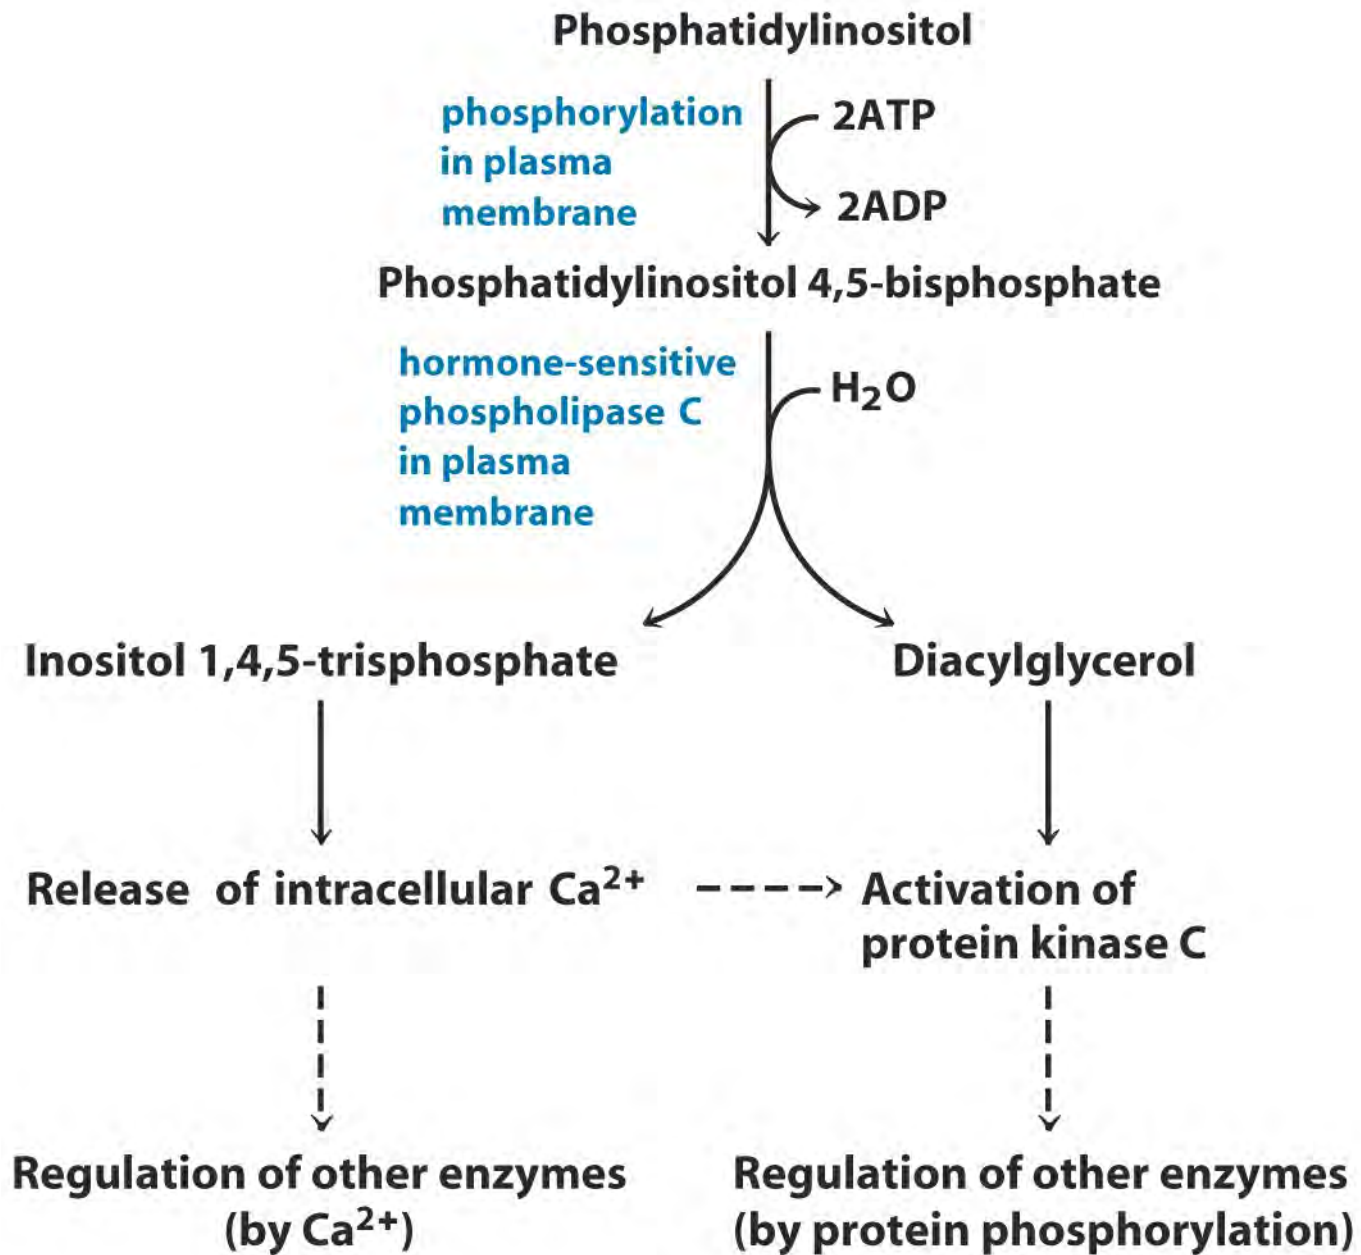 Phosphatidylinositol
phosphorylation
in plasma
membrane
2ATP
2ADP
Phosphatidylinositol 4,5-bisphosphate
hormone-sensitive
phospholipase C
in plasma
membrane
H₂O
Inositol 1,4,5-trisphosphate
Diacylglycerol
Release of intracellular Ca²⁺
Activation of
protein kinase C
Regulation of other enzymes
(by Ca²⁺)
Regulation of other enzymes
(by protein phosphorylation)